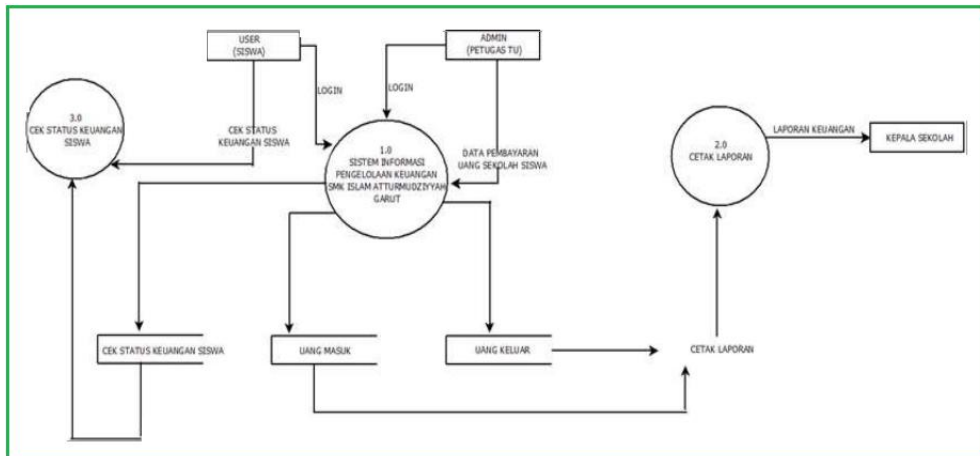 USER
(SISWA)
ADMIN
(PETUGAS TU)
LOGIN
LOGIN
3.0
CEK STATUS KEUANGAN
SISWA
CEK STATUS
KEUANGAN SISWA
1.0
SISTEM INFORMASI
PENGELOLAAN KEUANGAN
SMK ISLAM ATTURMUDZIYYAH
GARUT
DATA PEMBAYARAN
UANG SEKOLAH SISWA
2.0
CETAK LAPORAN
LAPORAN KEUANGAN
KEPALA SEKOLAH
CEK STATUS KEUANGAN SISWA
UANG MASUK
UANG KELUAR
CETAK LAPORAN